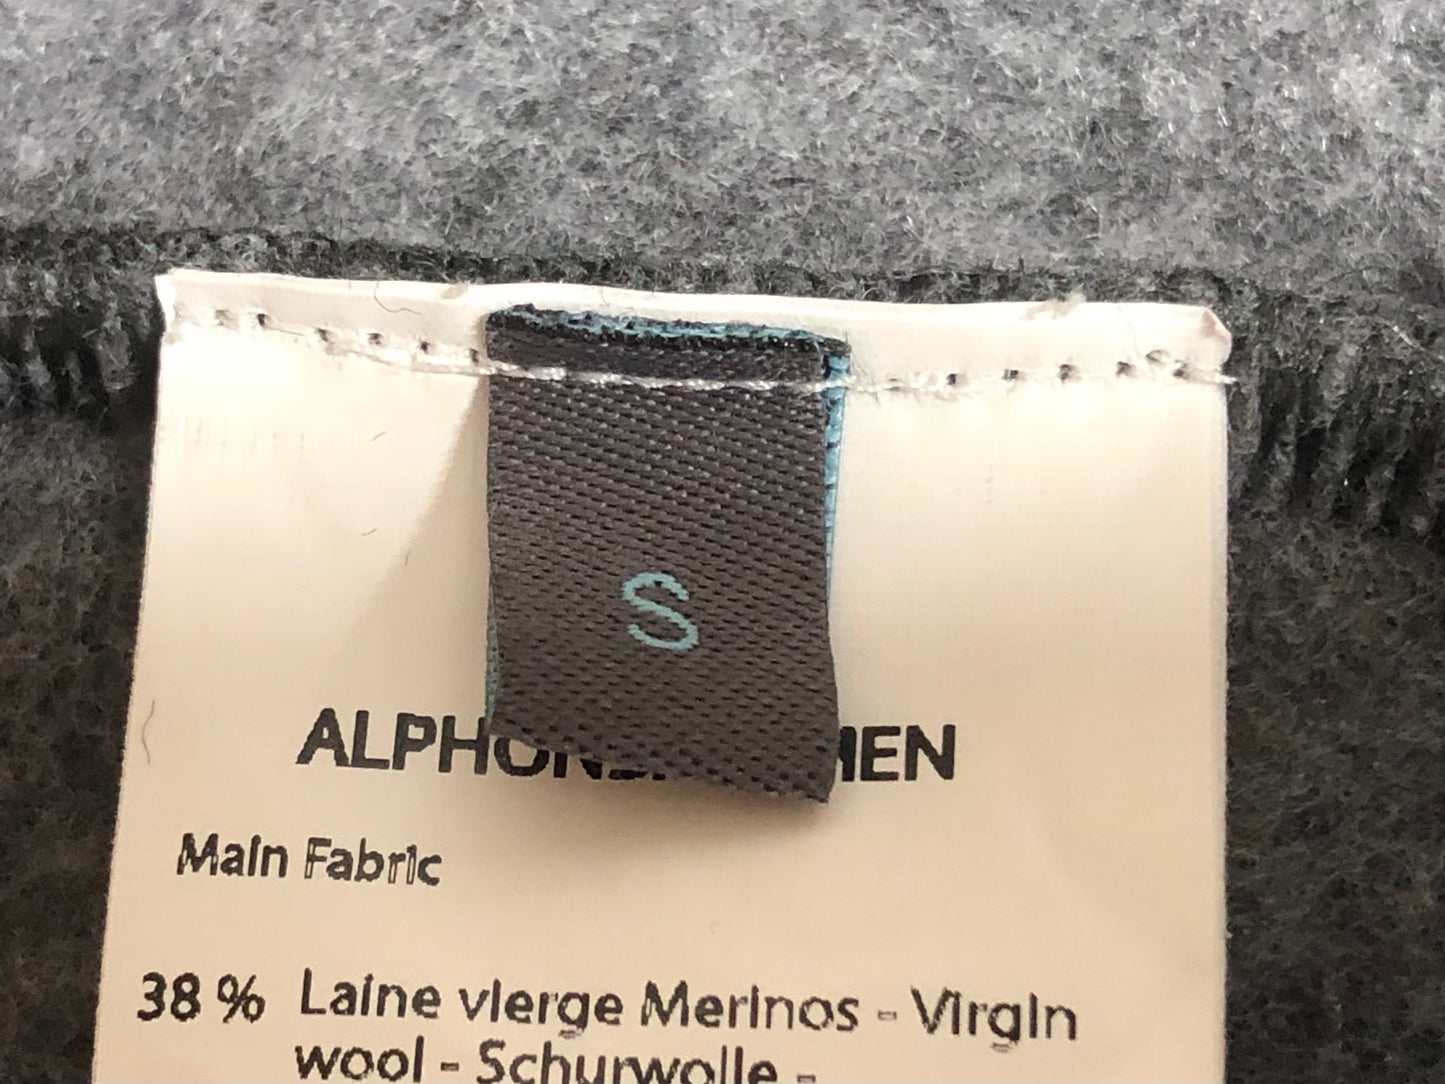 S
38 %
Main Fabric
Laine vierge Merinos - Virgin
wool - Schurwolle -